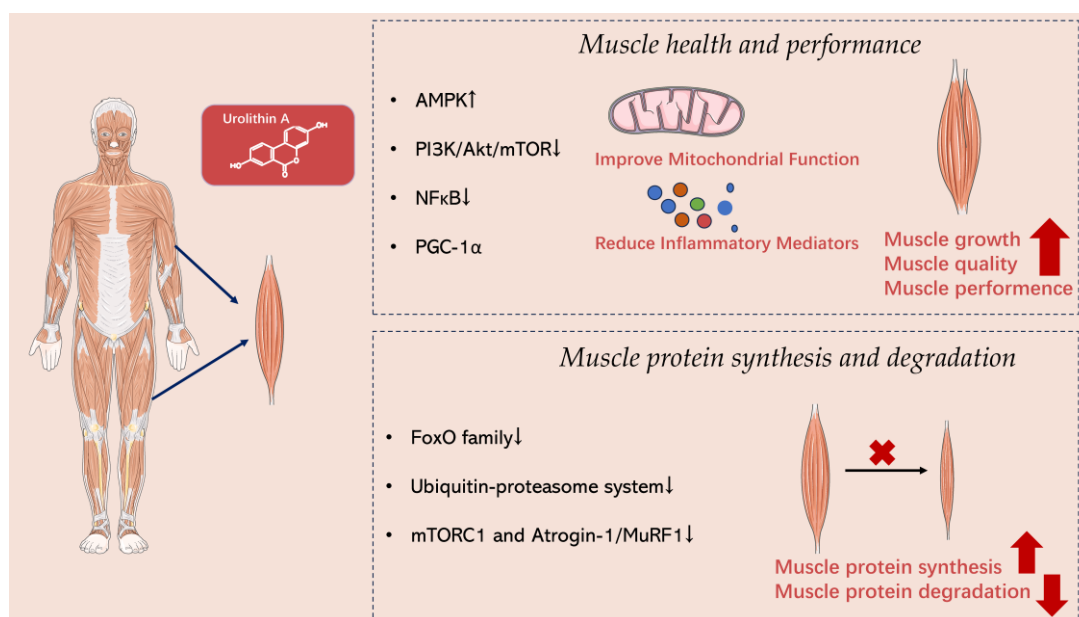 Muscle health and performance
Urolithin A
OH
HO
O
O
• AMPK↑
• PI3K/Akt/mTOR↓
• NFκB↓
• PGC-1α
Improve Mitochondrial Function
Reduce Inflammatory Mediators
Muscle growth
Muscle quality
Muscle performence
Muscle protein synthesis and degradation
• FoxO family↓
• Ubiquitin-proteasome system↓
• mTORC1 and Atrogin-1/MuRF1↓
Muscle protein synthesis
Muscle protein degradation